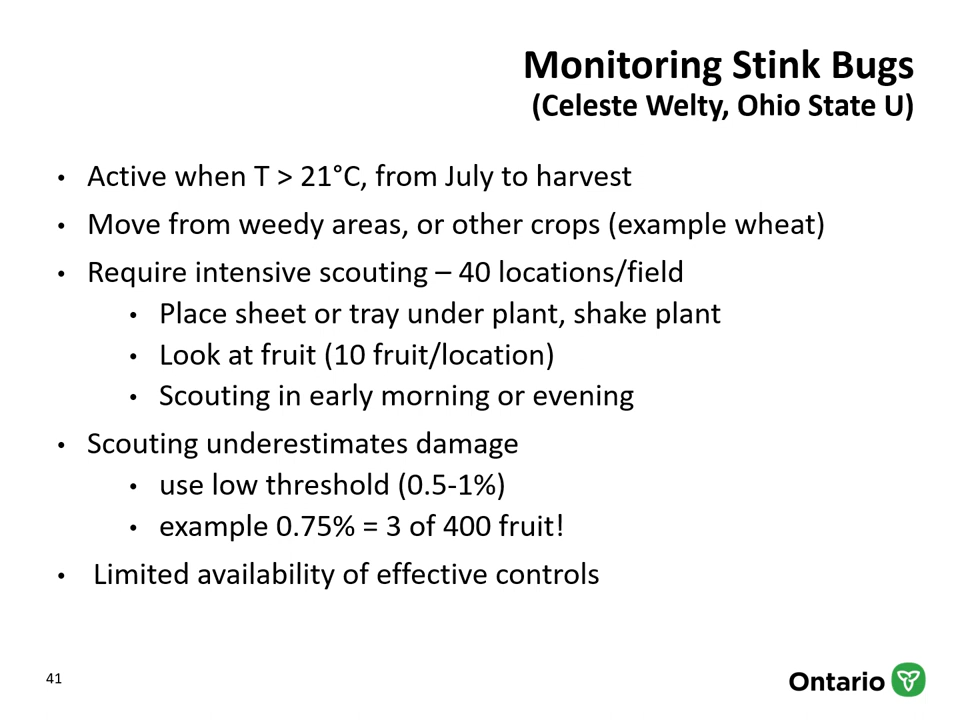 Monitoring Stink Bugs
(Celeste Welty, Ohio State U)
• Active when T > 21°C, from July to harvest
• Move from weedy areas, or other crops (example wheat)
• Require intensive scouting – 40 locations/field
• Place sheet or tray under plant, shake plant
• Look at fruit (10 fruit/location)
• Scouting in early morning or evening
• Scouting underestimates damage
• use low threshold (0.5-1%)
• example 0.75% = 3 of 400 fruit!
• Limited availability of effective controls
41
Ontario